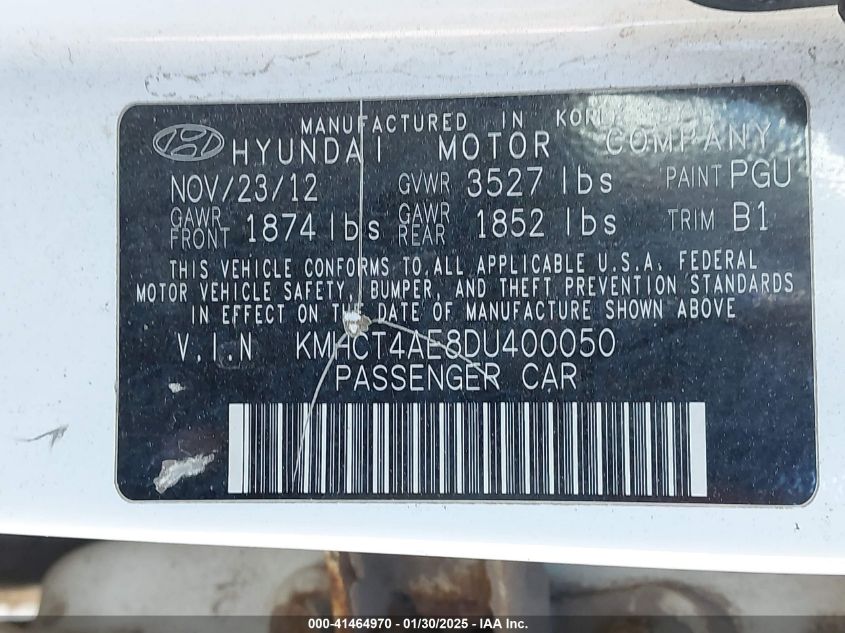 MANUFACTURED IN KOREA
HYUNDAI MOTOR COMPANY
NOV/23/12 GVWR 3527 lbs PAINT PGU
GAWR FRONT 1874 lbs GAWR REAR 1852 lbs TRIM B1
THIS VEHICLE CONFORMS TO ALL APPLICABLE U.S.A. FEDERAL
MOTOR VEHICLE SAFETY, BUMPER, AND THEFT PREVENTION STANDARDS
IN EFFECT ON THE DATE OF MANUFACTURE SHOWN ABOVE
V.I.N KMHCT4AE8DU400050
PASSENGER CAR
000-41464970 - 01/30/2025 - IAA Inc.